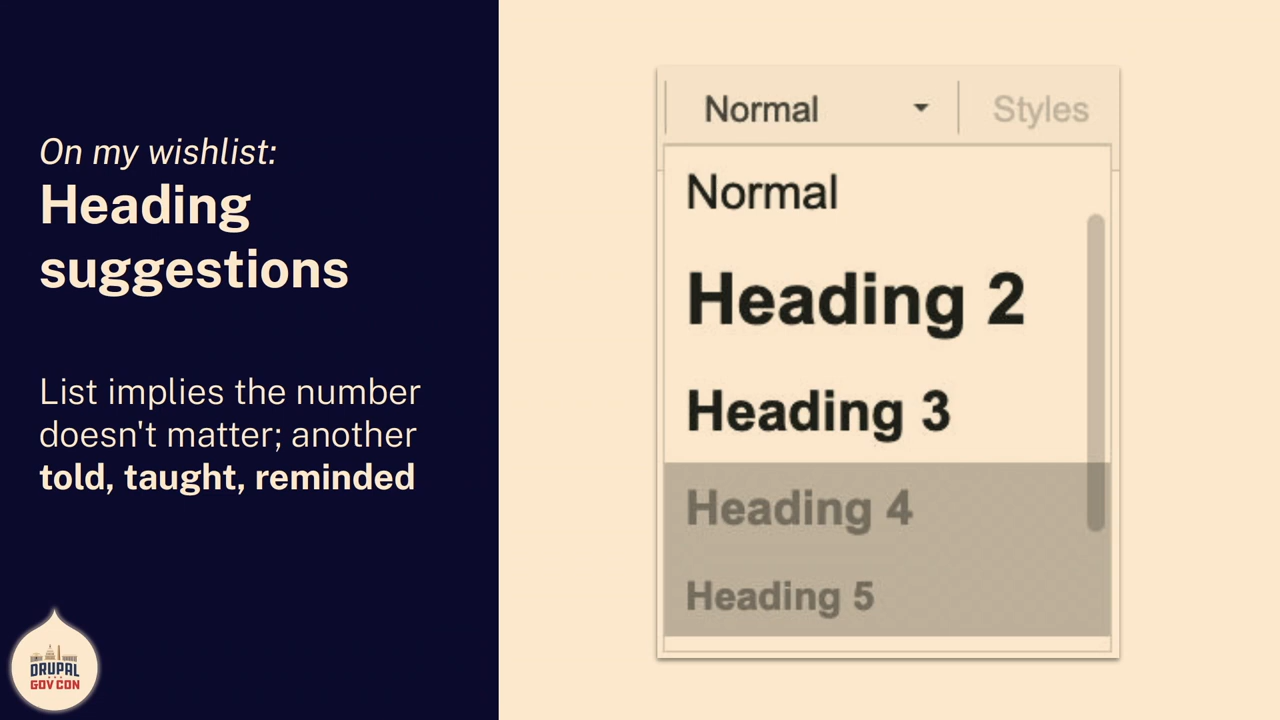 On my wishlist:
Heading
suggestions
List implies the number
doesn't matter; another
told, taught, reminded
DRUPAL
GOV CON
Normal
Styles
Normal
Heading 2
Heading 3
Heading 4
Heading 5